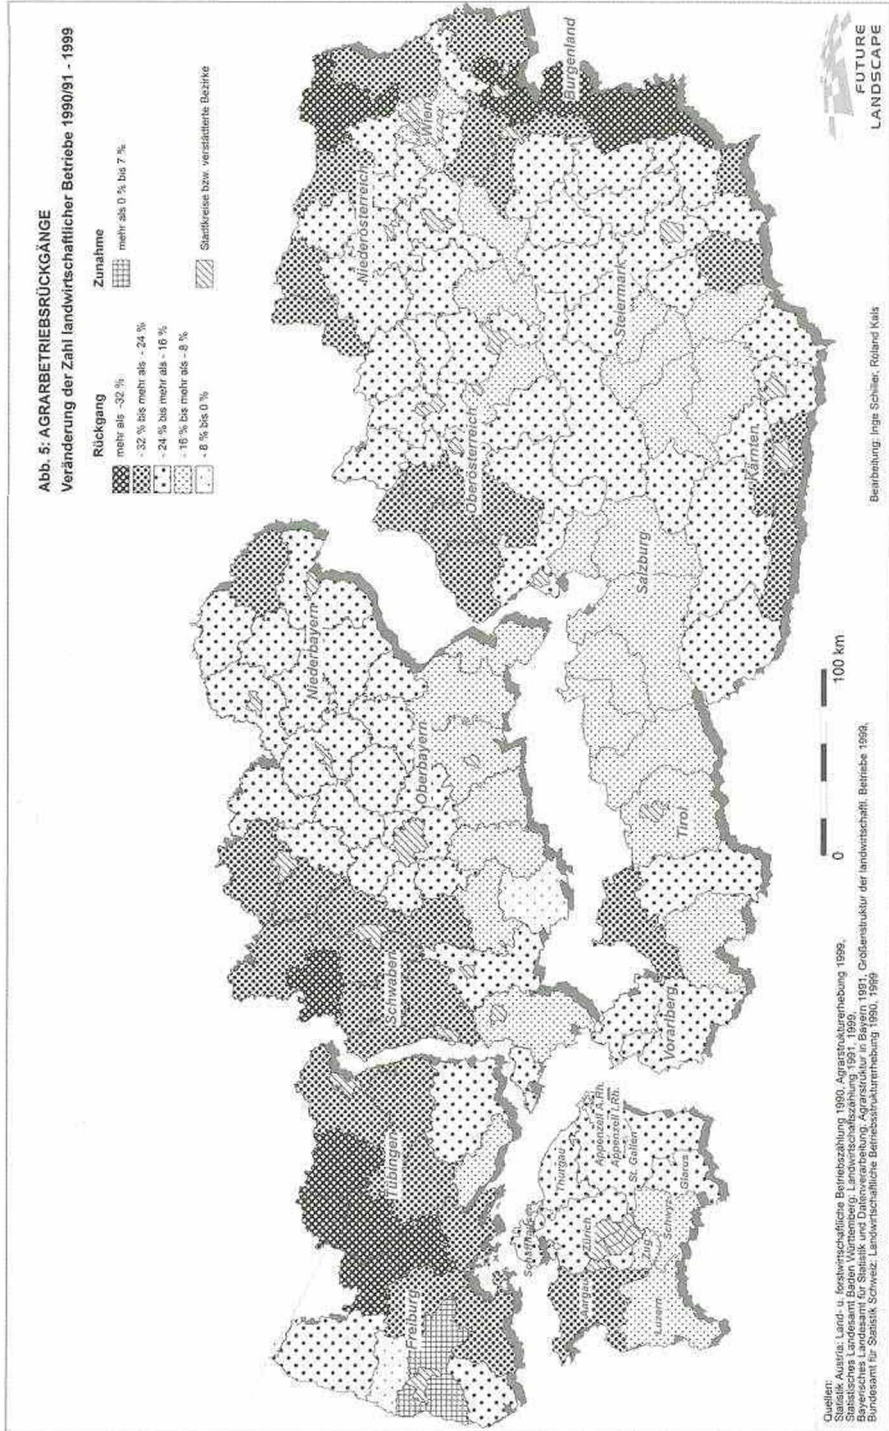 Abb. 5: AGRARBETRIEBSRÜCKGÄNGE
Veränderung der Zahl landwirtschaftlicher Betriebe 1990/91 - 1999
Rückgang
mehr als -32 %
- 32 % bis mehr als - 24 %
- 24 % bis mehr als - 16 %
- 16 % bis mehr als - 8 %
- 8 % bis 0 %
Zunahme
mehr als 0 % bis 7 %
Stadtkreise bzw. verstädterte Bezirke
Freiburg
Tübingen
Schwaben
Oberbayern
Niederbayern
Oberösterreich
Niederösterreich
Wien
Burgenland
Steiermark
Kärnten
Salzburg
Tirol
Vorarlberg
Schaffhausen
Thurgau
Aargau
Zürich
Appenzell A.Rh.
Appenzell I.Rh.
St. Gallen
Zug
Schwyz
Luzern
Glarus
0
100 km
Quellen:
Statistik Austria: Land- u. forstwirtschaftliche Betriebszählung 1990, Agrarstrukturerhebung 1999,
Statistisches Landesamt Baden Württemberg: Landwirtschaftszählung 1991, 1999,
Bayerisches Landesamt für Statistik und Datenverarbeitung: Agrarstruktur in Bayern 1991, Größenstruktur der landwirtschaftl. Betriebe 1999,
Bundesamt für Statistik Schweiz: Landwirtschaftliche Betriebsstrukturerhebung 1990, 1999
Bearbeitung: Inge Schiller, Roland Kals
FUTURE
LANDSCAPE